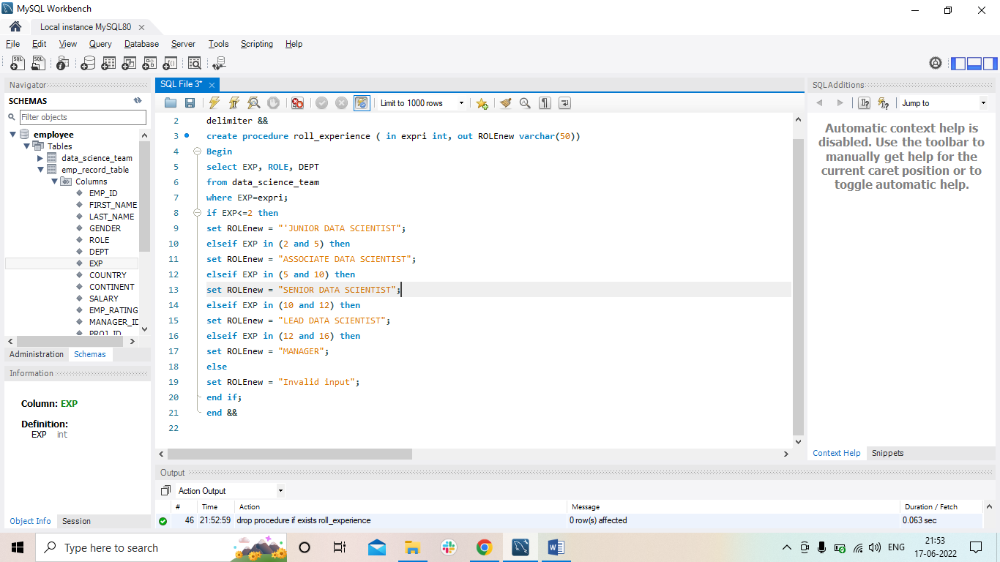 MySQL Workbench
Local instance MySQL80
File Edit View Query Database Server Tools Scripting Help
Navigator
SCHEMAS
Filter objects
employee
Tables
data_science_team
emp_record_table
Columns
EMP_ID
FIRST_NAME
LAST_NAME
GENDER
ROLE
DEPT
EXP
COUNTRY
CONTINENT
SALARY
EMP_RATING
MANAGER_ID
PROJ_ID
Administration Schemas
Information
Column: EXP
Definition:
EXP int
Object Info Session
SQL File 3*
Limit to 1000 rows
2 delimiter &&
3 create procedure roll_experience ( in expri int, out ROLEnew varchar(50))
4 Begin
5 select EXP, ROLE, DEPT
6 from data_science_team
7 where EXP=expri;
8 if EXP<=2 then
9 set ROLEnew = "'JUNIOR DATA SCIENTIST";
10 elseif EXP in (2 and 5) then
11 set ROLEnew = "ASSOCIATE DATA SCIENTIST";
12 elseif EXP in (5 and 10) then
13 set ROLEnew = "SENIOR DATA SCIENTIST";
14 elseif EXP in (10 and 12) then
15 set ROLEnew = "LEAD DATA SCIENTIST";
16 elseif EXP in (12 and 16) then
17 set ROLEnew = "MANAGER";
18 else
19 set ROLEnew = "Invalid input";
20 end if;
21 end &&
22
SQLAdditions
Jump to
Automatic context help is
disabled. Use the toolbar to
manually get help for the
current caret position or to
toggle automatic help.
Context Help Snippets
Output
Action Output
# Time Action Message Duration / Fetch
46 21:52:59 drop procedure if exists roll_experience 0 row(s) affected 0.063 sec
Type here to search
ENG
21:53
17-06-2022